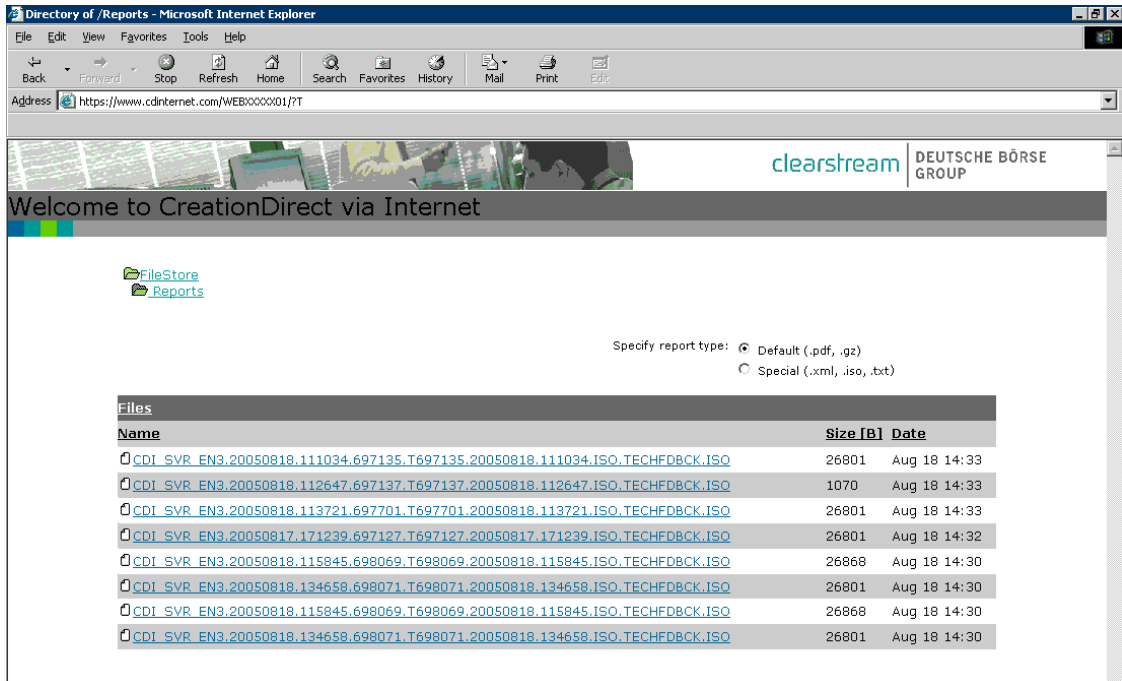 Directory of /Reports - Microsoft Internet Explorer
File Edit View Favorites Tools Help
Back Forward Stop Refresh Home Search Favorites History Mail Print Edit
Address https://www.cdinternet.com/WEBXXXXX01/?T
clearstream DEUTSCHE BÖRSE
GROUP
Welcome to CreationDirect via Internet
FileStore
Reports
Specify report type: Default (.pdf, .gz)
Special (.xml, .iso, .txt)
Files
Name Size [B] Date
CDI_SVR_EN3.20050818.111034.697135.T697135.20050818.111034.ISO.TECHFDBCK.ISO 26801 Aug 18 14:33
CDI_SVR_EN3.20050818.112647.697137.T697137.20050818.112647.ISO.TECHFDBCK.ISO 1070 Aug 18 14:33
CDI_SVR_EN3.20050818.113721.697701.T697701.20050818.113721.ISO.TECHFDBCK.ISO 26801 Aug 18 14:33
CDI_SVR_EN3.20050817.171239.697127.T697127.20050817.171239.ISO.TECHFDBCK.ISO 26801 Aug 18 14:32
CDI_SVR_EN3.20050818.115845.698069.T698069.20050818.115845.ISO.TECHFDBCK.ISO 26868 Aug 18 14:30
CDI_SVR_EN3.20050818.134658.698071.T698071.20050818.134658.ISO.TECHFDBCK.ISO 26801 Aug 18 14:30
CDI_SVR_EN3.20050818.115845.698069.T698069.20050818.115845.ISO.TECHFDBCK.ISO 26868 Aug 18 14:30
CDI_SVR_EN3.20050818.134658.698071.T698071.20050818.134658.ISO.TECHFDBCK.ISO 26801 Aug 18 14:30